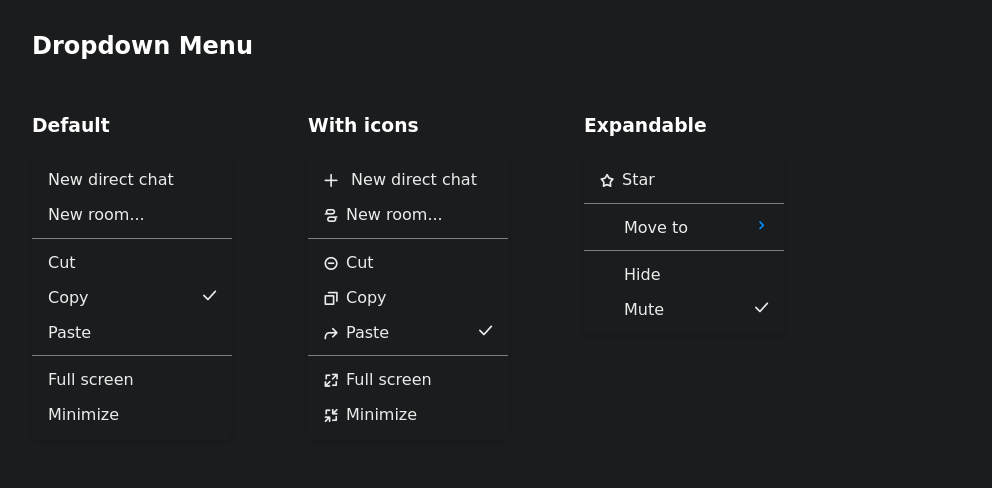 Dropdown Menu
Default
New direct chat
New room...
Cut
Copy
Paste
Full screen
Minimize
With icons
New direct chat
New room...
Cut
Copy
Paste
Full screen
Minimize
Expandable
Star
Move to
Hide
Mute